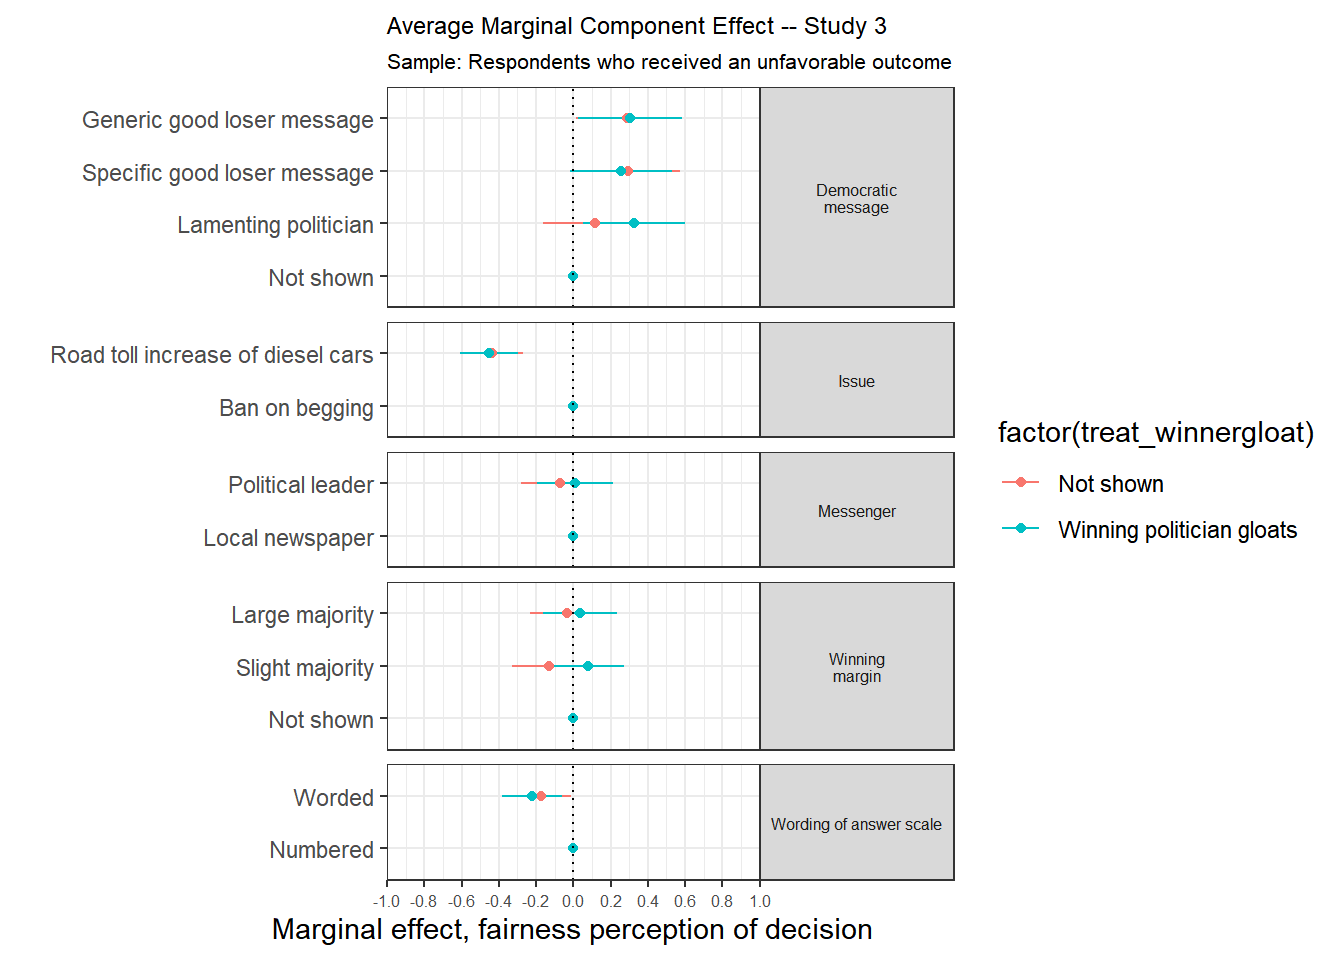 Average Marginal Component Effect -- Study 3
Sample: Respondents who received an unfavorable outcome
Generic good loser message
Specific good loser message
Lamenting politician
Not shown
Democratic
message
Road toll increase of diesel cars
Ban on begging
Issue
Political leader
Local newspaper
Messenger
Large majority
Slight majority
Not shown
Winning
margin
Worded
Numbered
Wording of answer scale
-1.0 -0.8 -0.6 -0.4 -0.2 0.0 0.2 0.4 0.6 0.8 1.0
Marginal effect, fairness perception of decision
factor(treat_winnergloat)
Not shown
Winning politician gloats